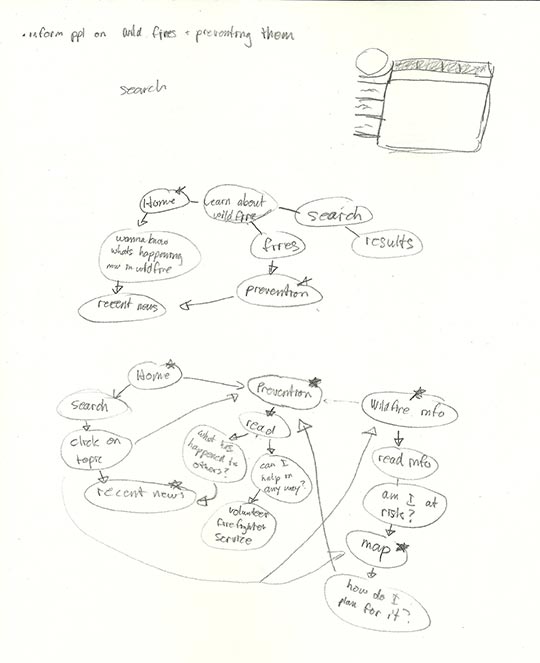 • inform ppl on wild fires + preventing them
search
Home
Learn about
wild fire
search
results
wanna know
whats happening
now in wildfire
fires
recent news
prevention
Home
Prevention
Wildfire info
search
read
click on
topic
what has
happened to
others?
can I
help in
any way?
read info
recent news
am I at
risk?
volunteer
fire fighter
service
map
how do I
plan for it?